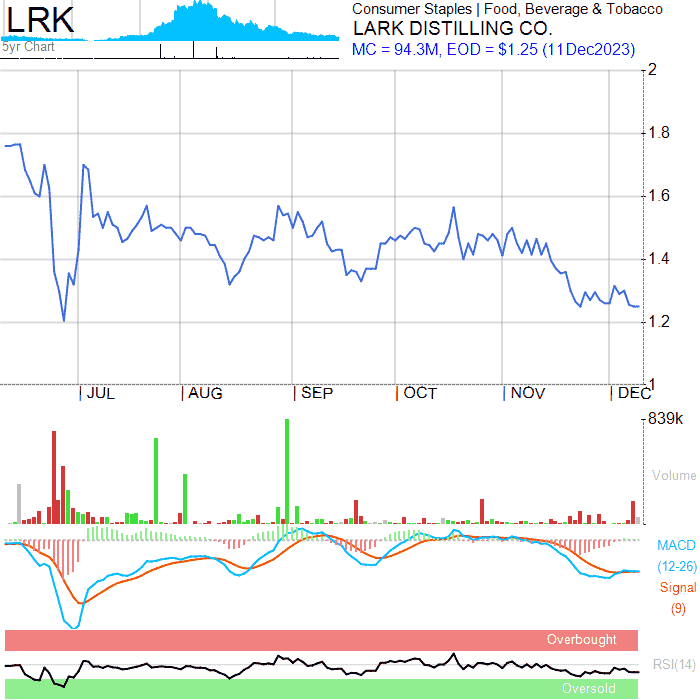 LRK
5yr Chart
Consumer Staples | Food, Beverage & Tobacco
LARK DISTILLING CO.
MC = 94.3M, EOD = $1.25 (11Dec2023)
2
1.8
1.6
1.4
1.2
1
JUL AUG SEP OCT NOV DEC
839k
Volume
MACD
(12-26)
Signal
(9)
Overbought
RSI(14)
Oversold